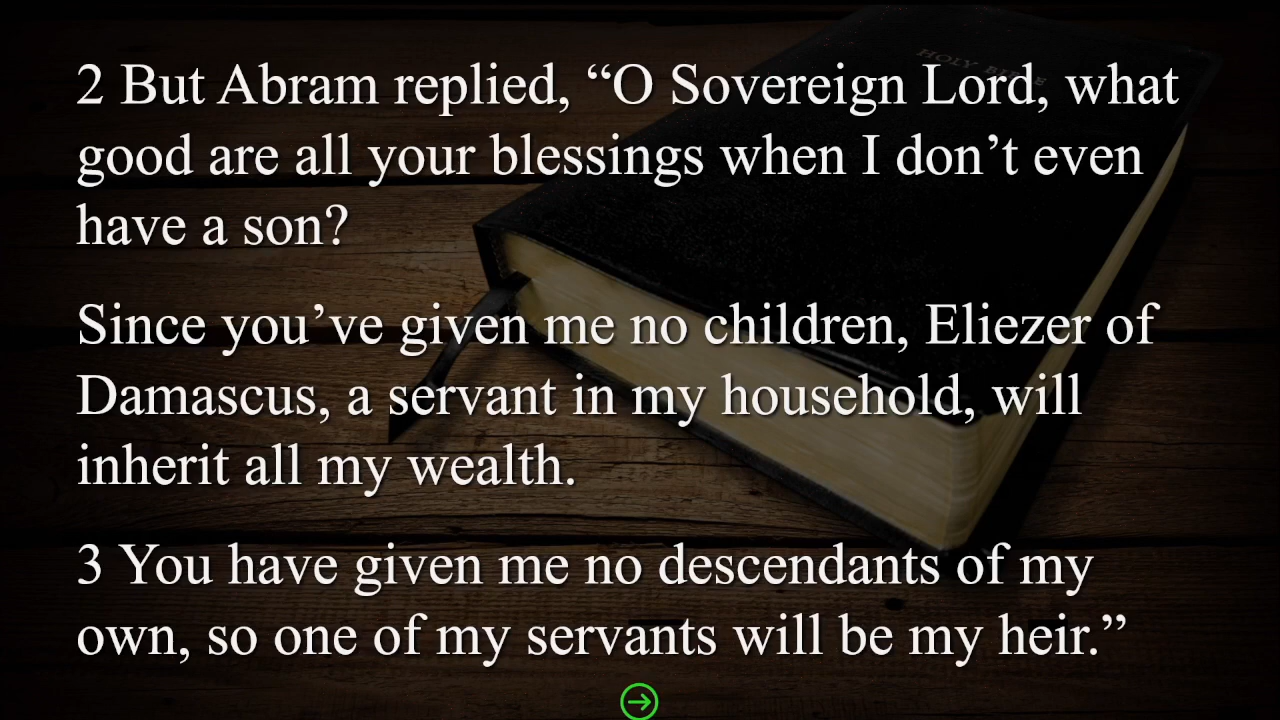 HOLY BIBLE
2 But Abram replied, “O Sovereign Lord, what
good are all your blessings when I don’t even
have a son?
Since you’ve given me no children, Eliezer of
Damascus, a servant in my household, will
inherit all my wealth.
3 You have given me no descendants of my
own, so one of my servants will be my heir.”